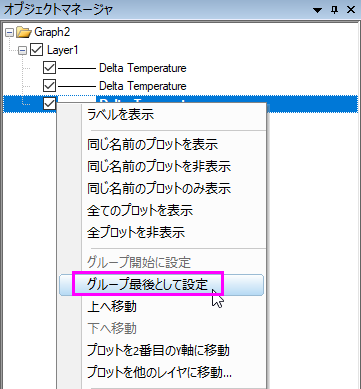 オブジェクトマネージャ
Graph2
Layer1
Delta Temperature
Delta Temperature
ラベルを表示
同じ名前のプロットを表示
同じ名前のプロットを非表示
同じ名前のプロットのみ表示
全てのプロットを表示
全プロットを非表示
グループ開始に設定
グループ最後として設定
上へ移動
下へ移動
プロットを2番目のY軸に移動
プロットを他のレイヤに移動...